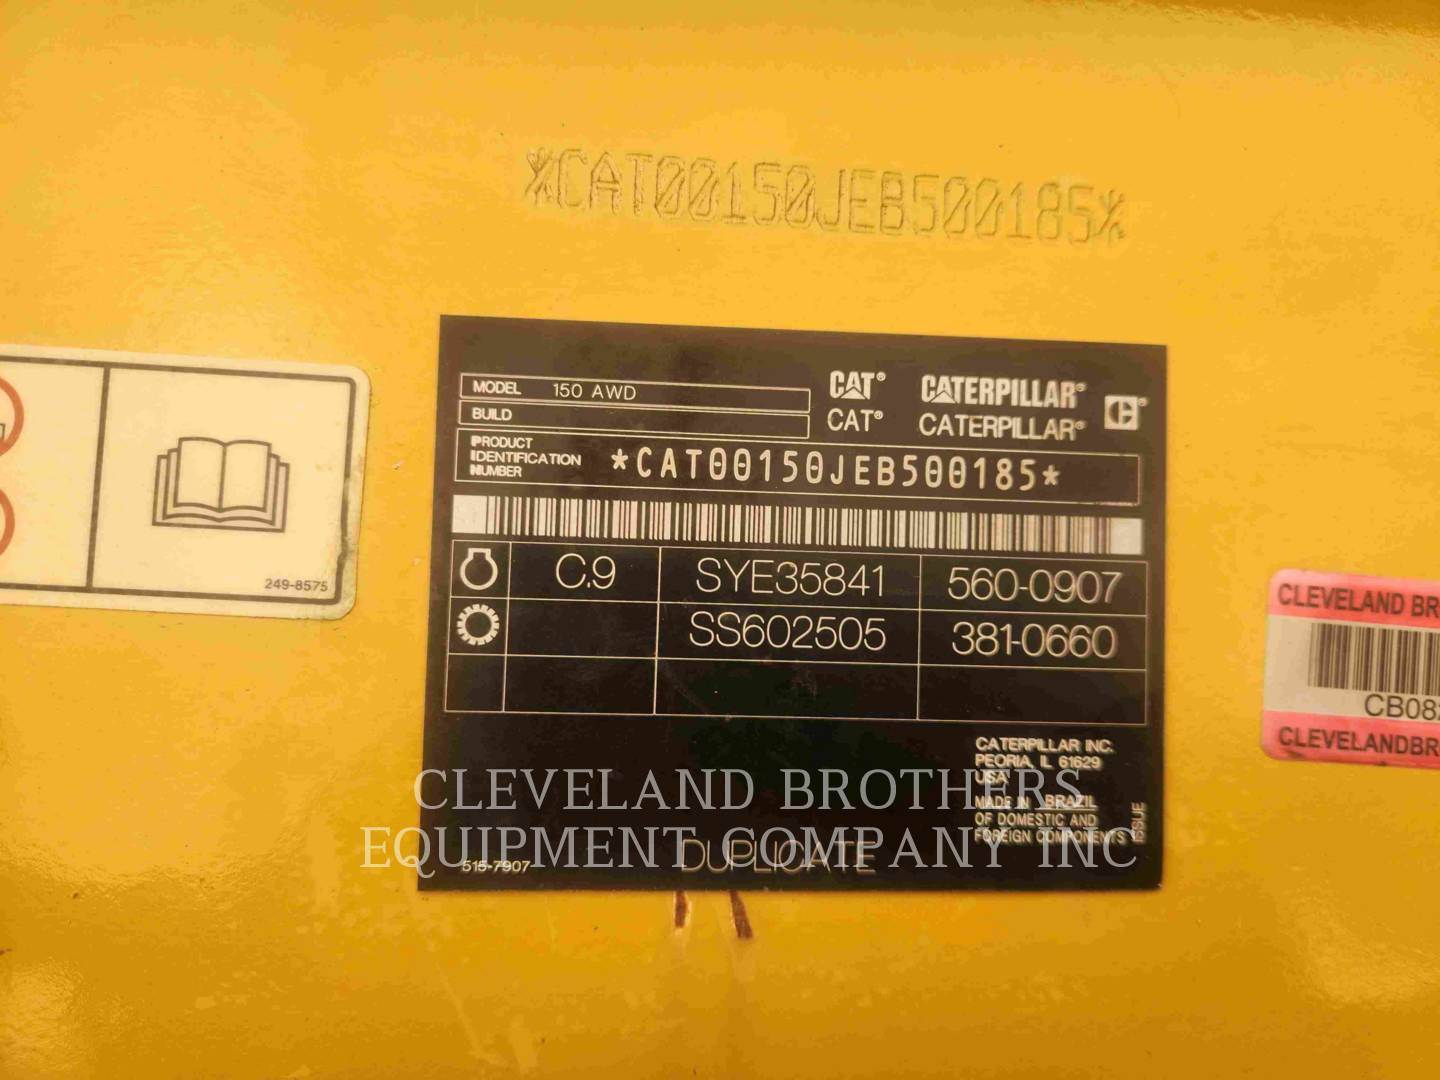 *CAT00150JEB500185*
MODEL 150 AWD
BUILD
CAT® CATERPILLAR®
CAT® CATERPILLAR®
PRODUCT
IDENTIFICATION
NUMBER
*CAT00150JEB500185*
C.9 SYE35841 560-0907
SS602505 381-0660
249-8575
CLEVELAND BR
CB08
CLEVELANDBR
CATERPILLAR INC.
PEORIA, IL 61629
USA
MADE IN BRAZIL
OF DOMESTIC AND
FOREIGN COMPONENTS
ISSUE
515-7907
DUPLICATE
CLEVELAND BROTHERS
EQUIPMENT COMPANY INC